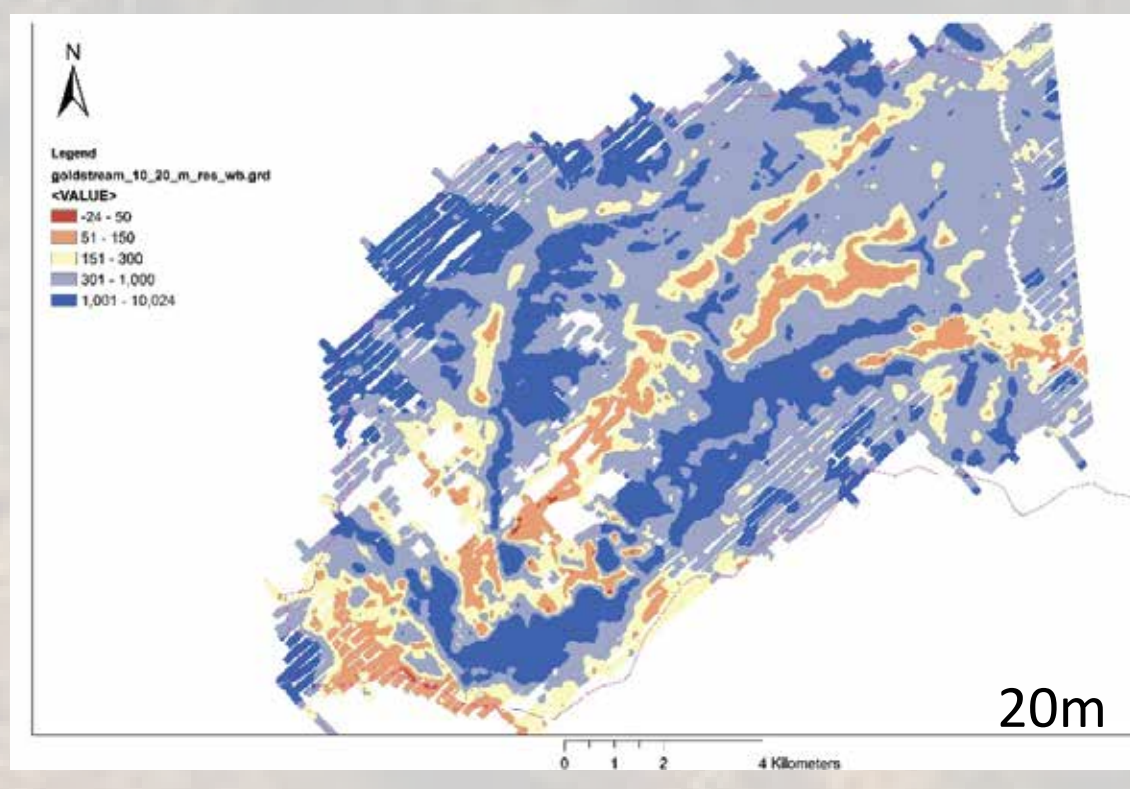 N
Legend
goldstream_10_20_m_res_wb.grd
<VALUE>
-24 - 50
51 - 150
151 - 300
301 - 1,000
1,001 - 10,024
20m
0 1 2 4 Kilometers